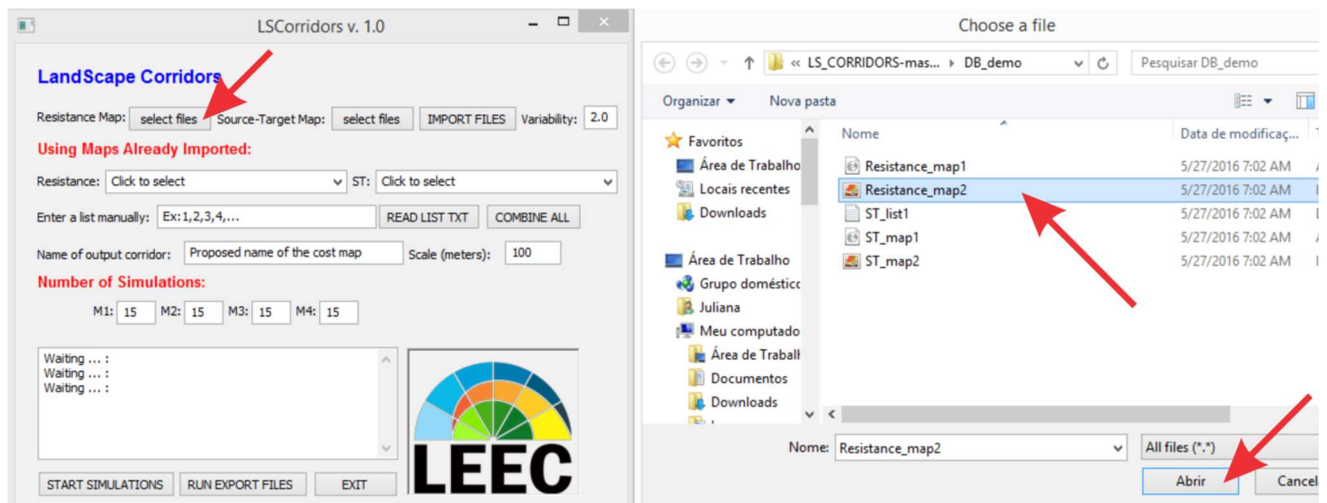 LSCorridors v. 1.0
LandScape Corridors
Resistance Map: select files Source-Target Map: select files IMPORT FILES Variability: 2.0
Using Maps Already Imported:
Resistance: Click to select ST: Click to select
Enter a list manually: Ex:1,2,3,4,... READ LIST TXT COMBINE ALL
Name of output corridor: Proposed name of the cost map Scale (meters): 100
Number of Simulations:
M1: 15 M2: 15 M3: 15 M4: 15
Waiting ... :
Waiting ... :
Waiting ... :
LEEC
START SIMULATIONS RUN EXPORT FILES EXIT
Choose a file
« LS_CORRIDORS-mas... DB_demo Pesquisar DB_demo
Organizar Nova pasta
Favoritos
Área de Trabalho
Locais recentes
Downloads
Área de Trabalho
Grupo doméstico
Juliana
Meu computado
Área de Trabalh
Documentos
Downloads
Nome Data de modificaç...
Resistance_map1 5/27/2016 7:02 AM
Resistance_map2 5/27/2016 7:02 AM
ST_list1 5/27/2016 7:02 AM
ST_map1 5/27/2016 7:02 AM
ST_map2 5/27/2016 7:02 AM
Nome: Resistance_map2 All files (*.*)
Abrir Cancel